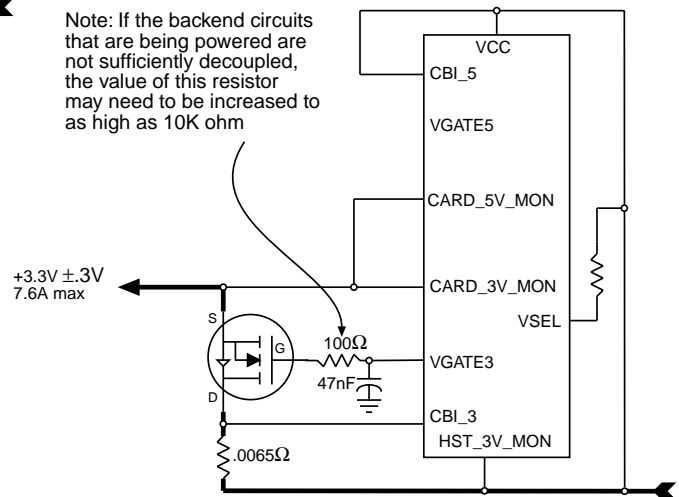 Note: If the backend circuits
that are being powered are
not sufficiently decoupled,
the value of this resistor
may need to be increased to
as high as 10K ohm
VCC
CBI_5
VGATE5
CARD_5V_MON
+3.3V ±.3V
7.6A max
CARD_3V_MON
VSEL
S
G
100Ω
VGATE3
47nF
D
CBI_3
HST_3V_MON
.0065Ω